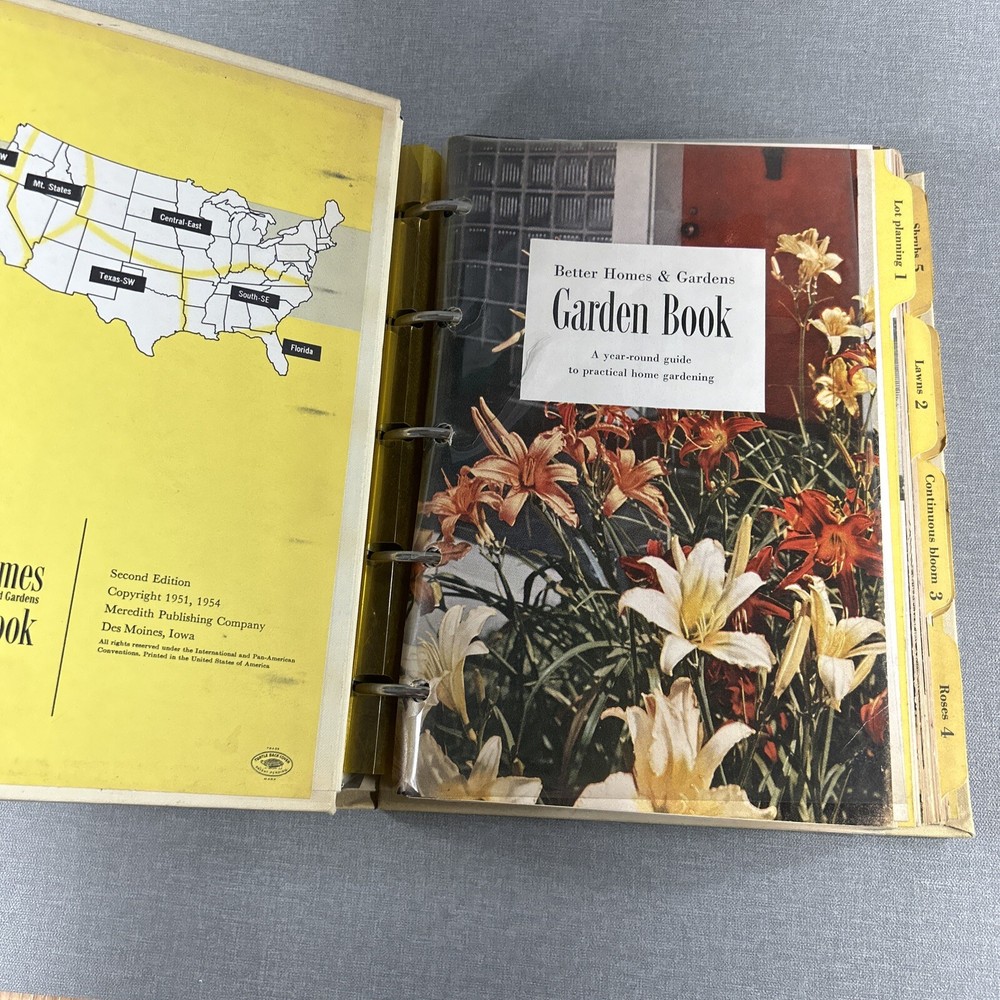 W
Mt. States
Central-East
Texas-SW
South-SE
Florida
mes
d Gardens
ook
Second Edition
Copyright 1951, 1954
Meredith Publishing Company
Des Moines, Iowa
All rights reserved under the International and Pan-American
Conventions. Printed in the United States of America
TRADE
MARK
Better Homes & Gardens
Garden Book
A year-round guide
to practical home gardening
Lot planning 1
Shrubs 5
Lawns 2
Continuous bloom 3
Roses 4